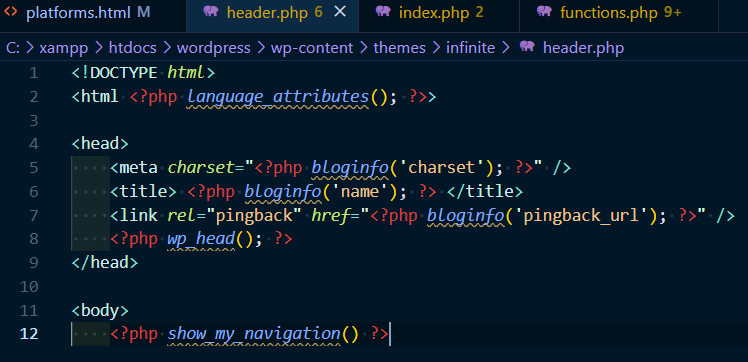 platforms.html M header.php 6 × index.php 2 functions.php 9+
C: > xampp > htdocs > wordpress > wp-content > themes > infinite > header.php
1 <!DOCTYPE html>
2 <html <?php language_attributes(); ?>>
3
4 <head>
5 <meta charset="<?php bloginfo('charset'); ?>" />
6 <title> <?php bloginfo('name'); ?> </title>
7 <link rel="pingback" href="<?php bloginfo('pingback_url'); ?>" />
8 <?php wp_head(); ?>
9 </head>
10
11 <body>
12 <?php show_my_navigation() ?>